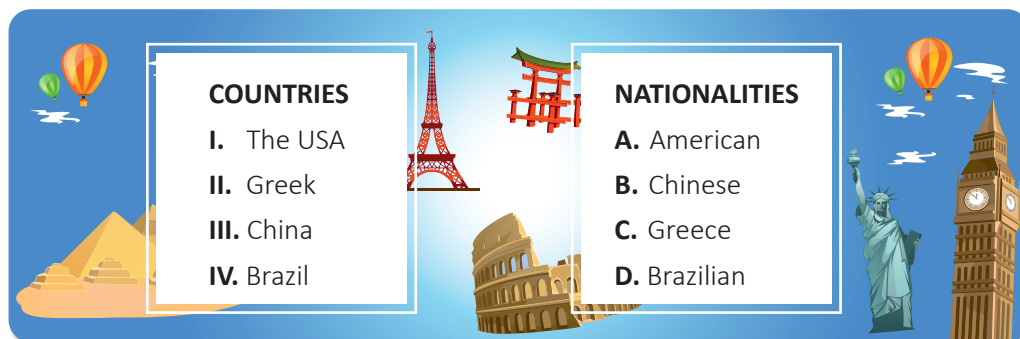 COUNTRIES
I. The USA
II. Greek
III. China
IV. Brazil
NATIONALITIES
A. American
B. Chinese
C. Greece
D. Brazilian